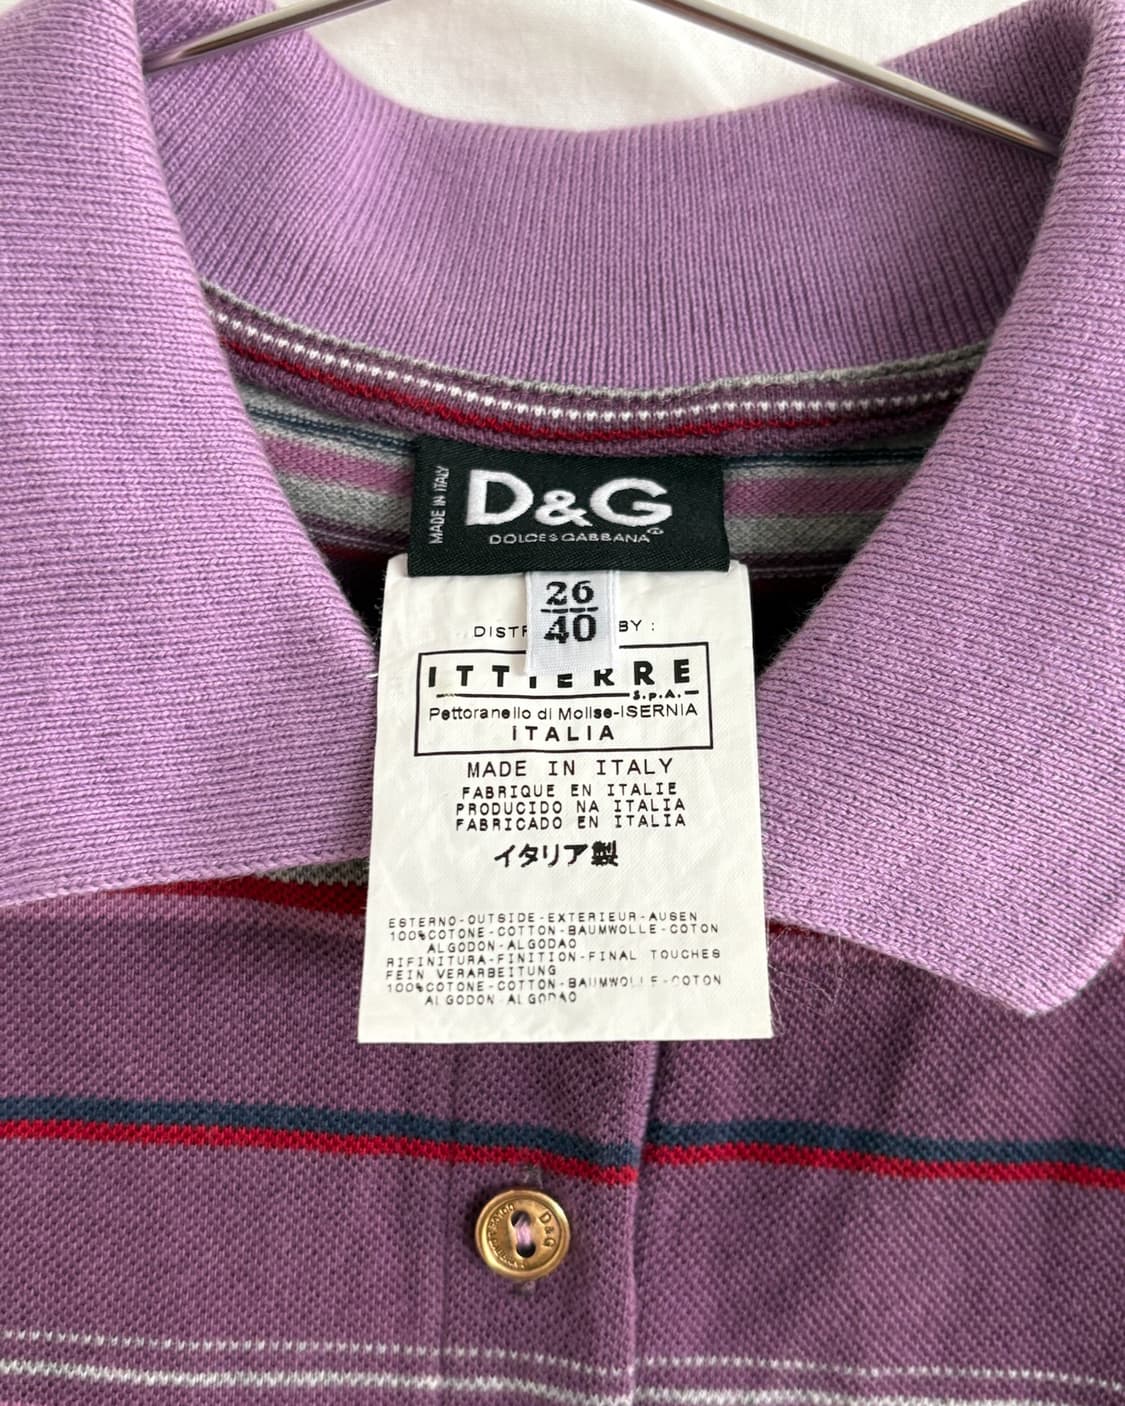 MADE IN ITALY
D&G
DOLCE & GABBANA
26
40
BY :
ITTIERRE
S.p.A.
Pettoranello di Molise-ISERNIA
ITALIA
MADE IN ITALY
FABRIQUE EN ITALIE
PRODUCIDO NA ITALIA
FABRICADO EN ITALIA
イタリア製
ESTERNO-OUTSIDE-EXTERIEUR-AUSEN
100%COTONE-COTTON-BAUMWOLLE-COTON
ALGODON-ALGODAO
RIFINITURA-FINITION-FINAL TOUCHES
FEIN VERARBEITUNG
100%COTONE-COTTON-BAUMWOLLE-COTON
ALGODON-ALGODAO
D&G